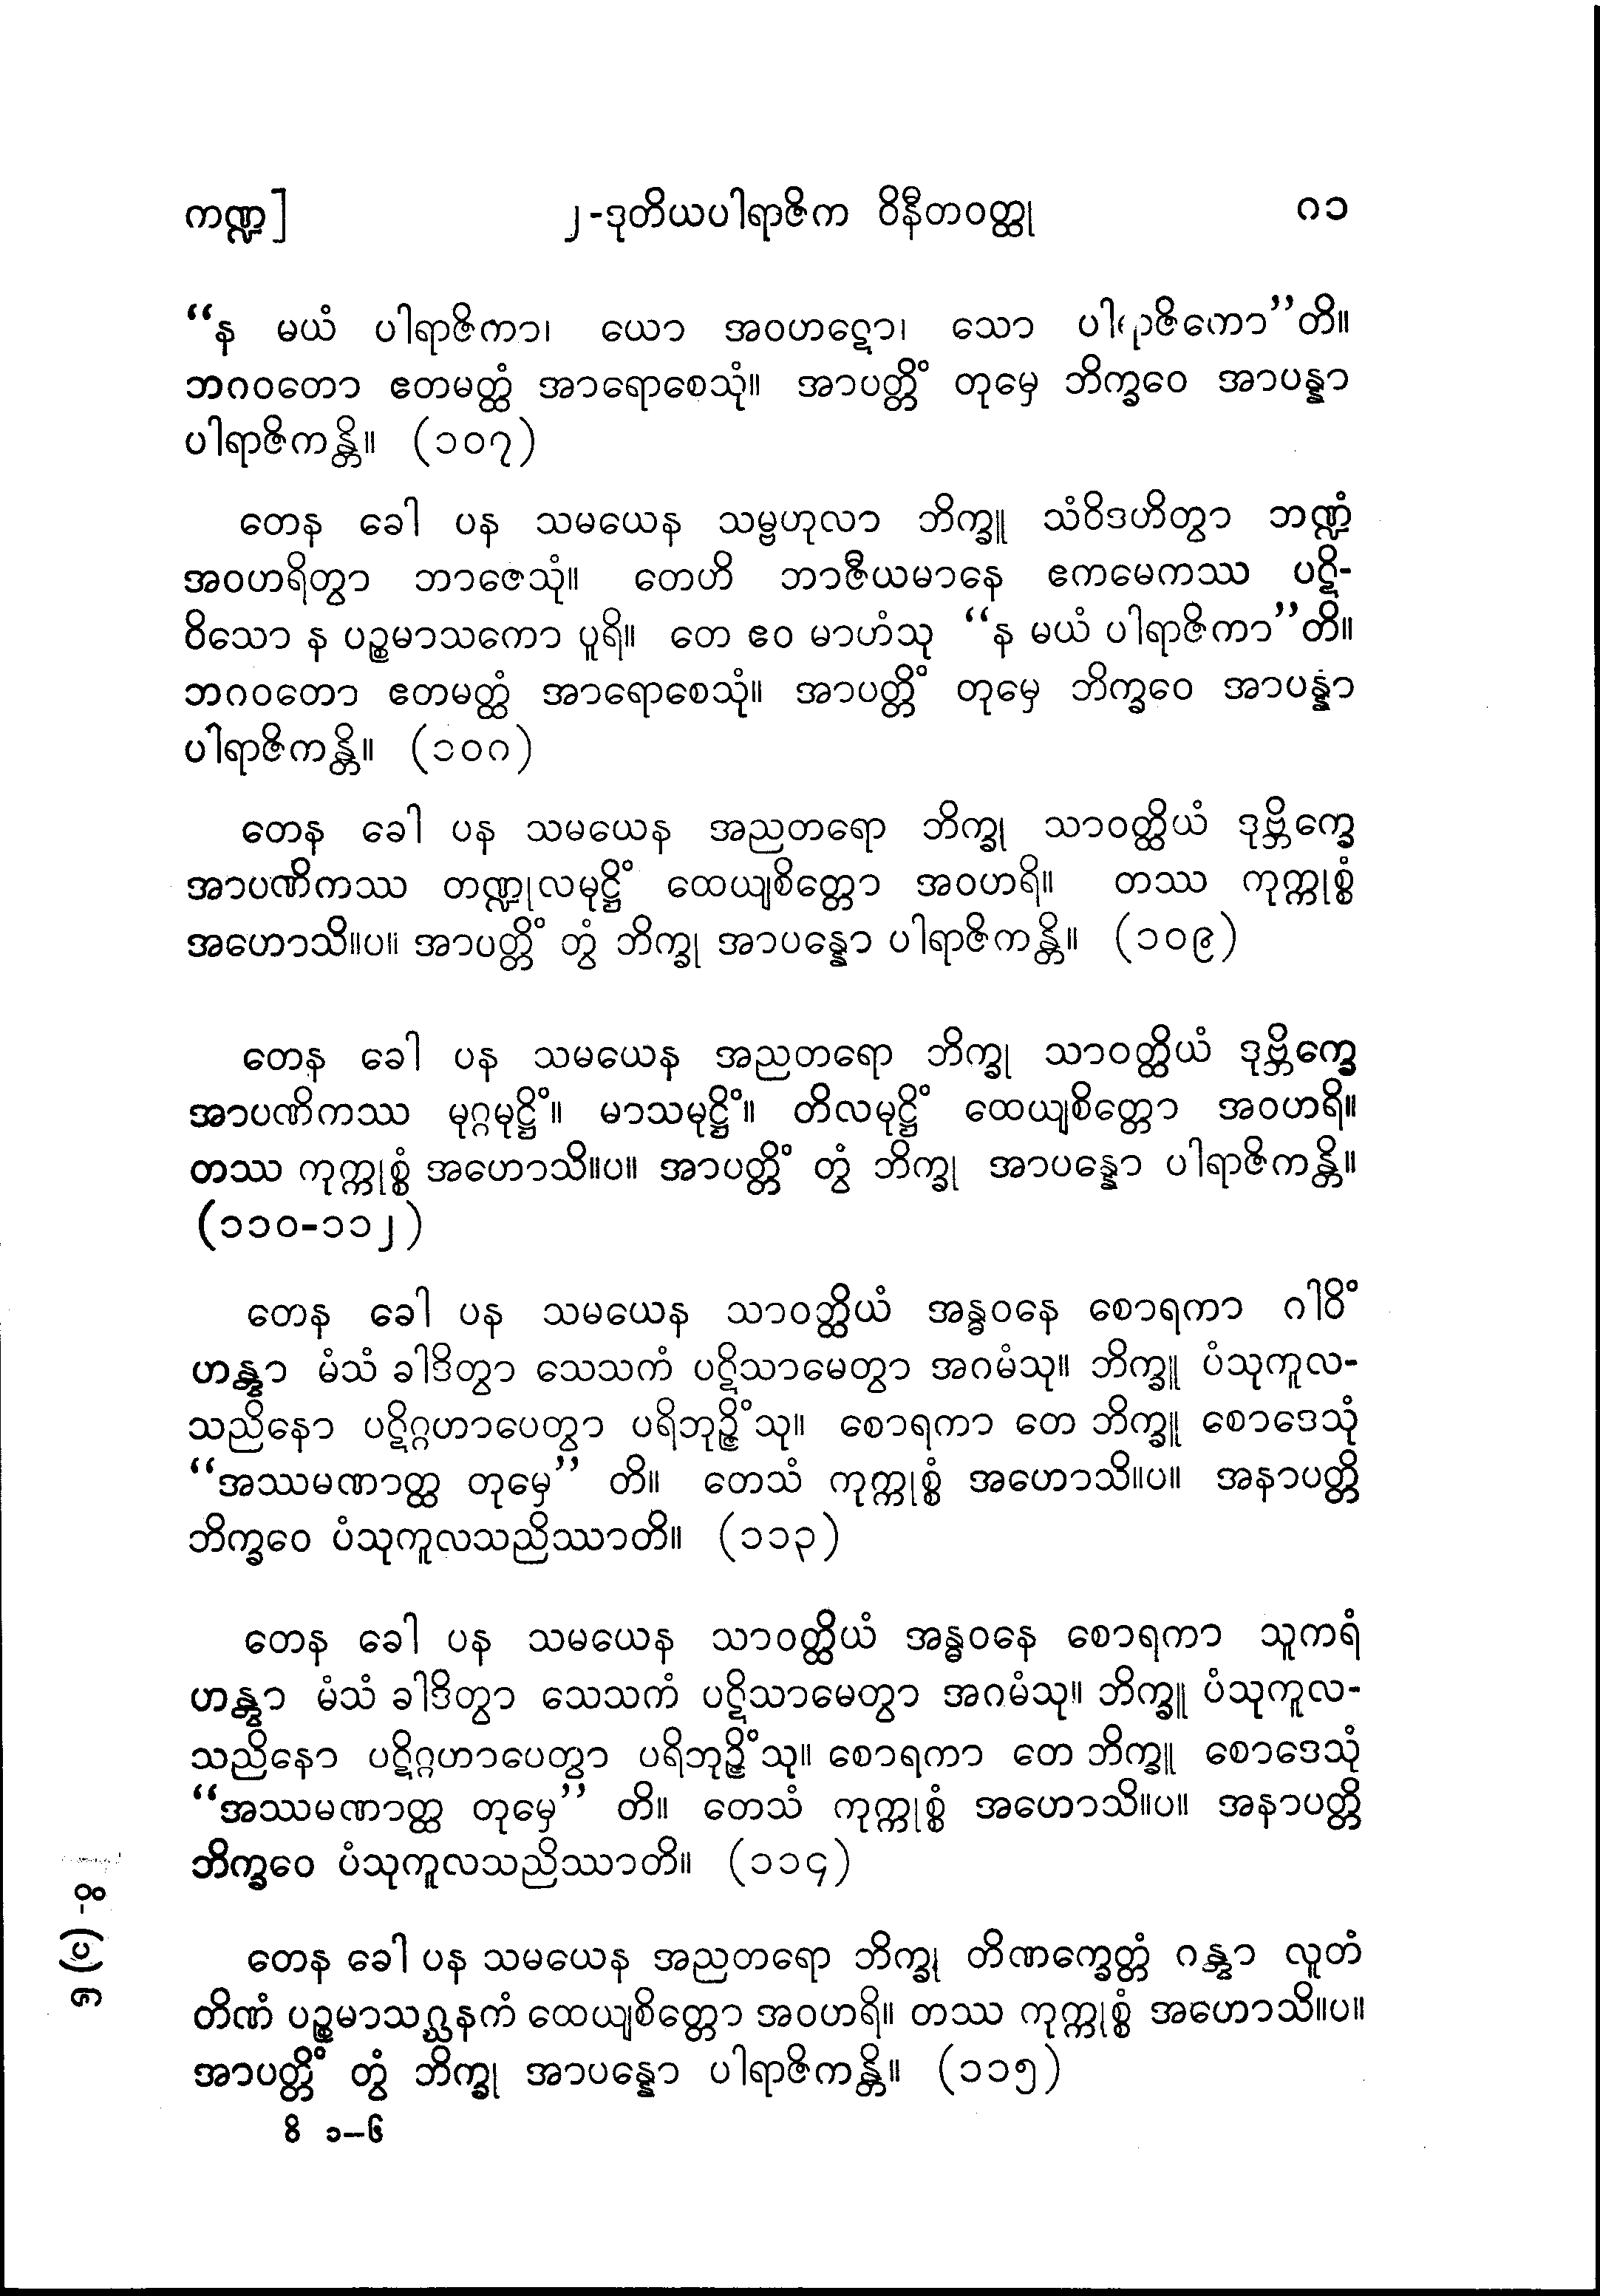 ကဏ္ဍ] ၂-ဒုတိယပါရာဇိက ဝိနီတဝတ္ထု ၈၁
“န မယံ ပါရာဇိကာ၊ ယော အဝဟဋော၊ သော ပါရာဇိကော”တိ။
ဘဂဝတော ဧတမတ္ထံ အာရောစေသုံ။ အာပတ္တိံ တုမှေ ဘိက္ခဝေ အာပန္နာ
ပါရာဇိကန္တိ။ (၁၀၇)
တေန ခေါ ပန သမယေန သမ္ဗဟုလာ ဘိက္ခူ သံဝိဒဟိတွာ ဘဏ္ဍံ
အဝဟရိတွာ ဘာဇေသုံ။ တေဟိ ဘာဇီယမာနေ ဧကမေကဿ ပဋိ-
ဝိသော န ပဉ္စမာသကော ပူရိ။ တေ ဧဝ မာဟံသု “န မယံ ပါရာဇိကာ”တိ။
ဘဂဝတော ဧတမတ္ထံ အာရောစေသုံ။ အာပတ္တိံ တုမှေ ဘိက္ခဝေ အာပန္နာ
ပါရာဇိကန္တိ။ (၁၀၈)
တေန ခေါ ပန သမယေန အညတရော ဘိက္ခု သာဝတ္ထိယံ ဒုဗ္ဘိက္ခေ
အာပဏိကဿ တဏ္ဍုလမုဋ္ဌိံ ထေယျစိတ္တော အဝဟရိ။ တဿ ကုက္ကုစ္စံ
အဟောသိ။ပ။ အာပတ္တိံ တွံ ဘိက္ခု အာပန္နော ပါရာဇိကန္တိ။ (၁၀၉)
တေန ခေါ ပန သမယေန အညတရော ဘိက္ခု သာဝတ္ထိယံ ဒုဗ္ဘိက္ခေ
အာပဏိကဿ မုဂ္ဂမုဋ္ဌိံ။ မာသမုဋ္ဌိံ။ တိလမုဋ္ဌိံ ထေယျစိတ္တော အဝဟရိ။
တဿ ကုက္ကုစ္စံ အဟောသိ။ပ။ အာပတ္တိံ တွံ ဘိက္ခု အာပန္နော ပါရာဇိကန္တိ။
(၁၁၀-၁၁၂)
တေန ခေါ ပန သမယေန သာဝတ္ထိယံ အန္ဓဝနေ စောရကာ ဂါဝိံ
ဟန္တွာ မံသံ ခါဒိတွာ သေသကံ ပဋိသာမေတွာ အဂမံသု။ ဘိက္ခူ ပံသုကူလ-
သညိနော ပဋိဂ္ဂဟာပေတွာ ပရိဘုဉ္ဇိံသု။ စောရကာ တေ ဘိက္ခူ စောဒေသုံ
“အဿမဏာတ္ထ တုမှေ” တိ။ တေသံ ကုက္ကုစ္စံ အဟောသိ။ပ။ အနာပတ္တိ
ဘိက္ခဝေ ပံသုကူလသညိဿာတိ။ (၁၁၃)
တေန ခေါ ပန သမယေန သာဝတ္ထိယံ အန္ဓဝနေ စောရကာ သူကရံ
ဟန္တွာ မံသံ ခါဒိတွာ သေသကံ ပဋိသာမေတွာ အဂမံသု။ ဘိက္ခူ ပံသုကူလ-
သညိနော ပဋိဂ္ဂဟာပေတွာ ပရိဘုဉ္ဇိံသု။ စောရကာ တေ ဘိက္ခူ စောဒေသုံ
“အဿမဏာတ္ထ တုမှေ” တိ။ တေသံ ကုက္ကုစ္စံ အဟောသိ။ပ။ အနာပတ္တိ
ဘိက္ခဝေ ပံသုကူလသညိဿာတိ။ (၁၁၄)
တေန ခေါ ပန သမယေန အညတရော ဘိက္ခု တိဏက္ခေတ္တံ ဂန္တွာ လူတံ
တိဏံ ပဉ္စမာသဂ္ဃနကံ ထေယျစိတ္တော အဝဟရိ။ တဿ ကုက္ကုစ္စံ အဟောသိ။ပ။
အာပတ္တိံ တွံ ဘိက္ခု အာပန္နော ပါရာဇိကန္တိ။ (၁၁၅)
ဝိ ၁–၆